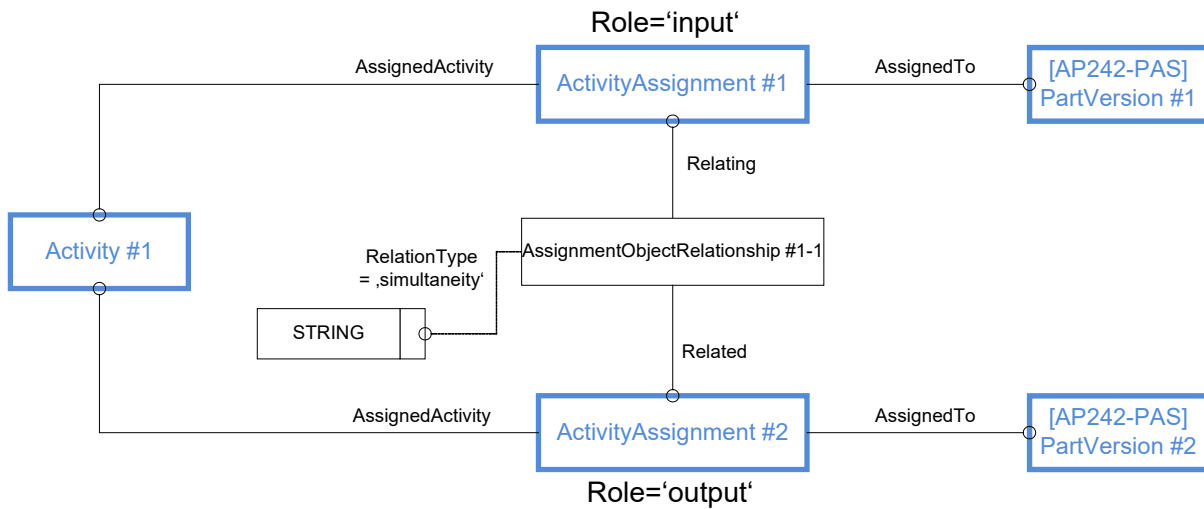 Role=‘input‘
AssignedActivity
ActivityAssignment #1
AssignedTo
[AP242-PAS]
PartVersion #1
Relating
Activity #1
RelationType
= ‚simultaneity‘
AssignmentObjectRelationship #1-1
STRING
Related
AssignedActivity
ActivityAssignment #2
AssignedTo
[AP242-PAS]
PartVersion #2
Role=‘output‘